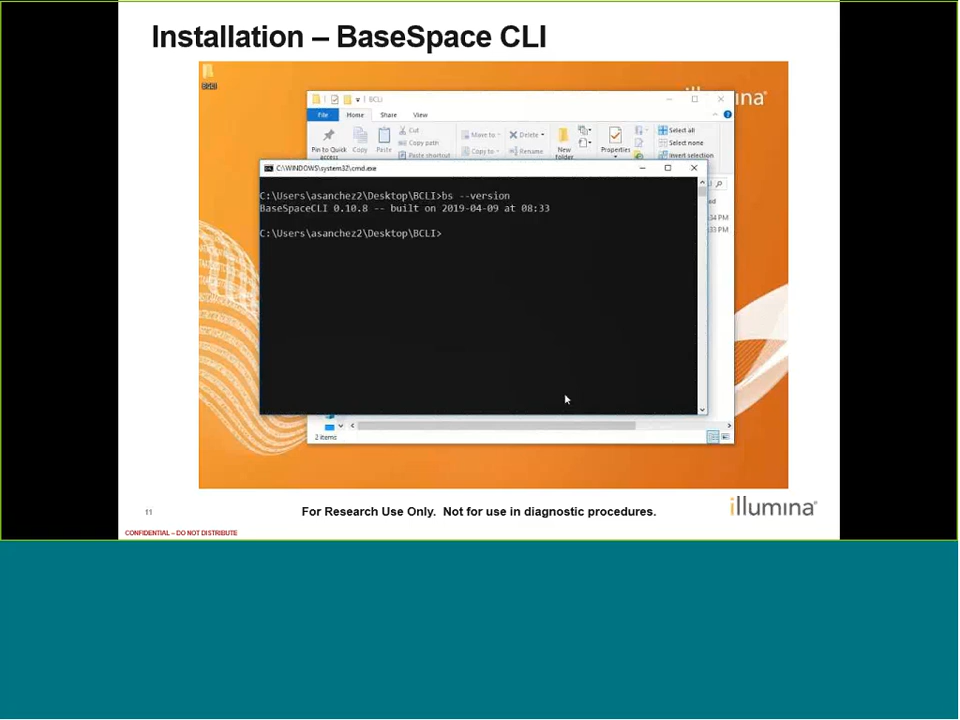 Installation – BaseSpace CLI
BCLI
BCLI
File Home Share View
Pin to Quick access
Copy
Paste
Cut
Copy path
Paste shortcut
Move to
Copy to
Delete
Rename
New folder
Properties
Select all
Select none
Invert selection
C:\WINDOWS\system32\cmd.exe
C:\Users\asanchez2\Desktop\BCLI>bs --version
BaseSpaceCLI 0.10.8 -- built on 2019-04-09 at 08:33
C:\Users\asanchez2\Desktop\BCLI>
2 items
11
For Research Use Only. Not for use in diagnostic procedures.
illumina®
CONFIDENTIAL – DO NOT DISTRIBUTE